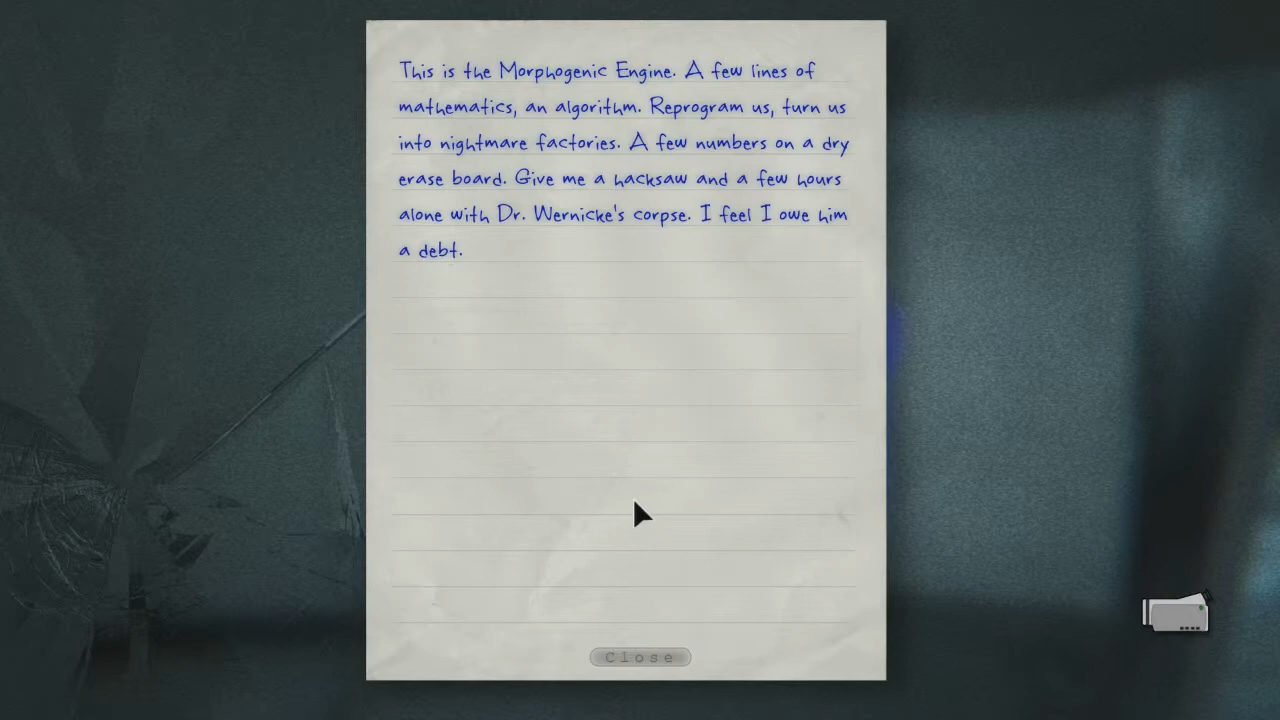 This is the Morphogenic Engine. A few lines of
mathematics, an algorithm. Reprogram us, turn us
into nightmare factories. A few numbers on a dry
erase board. Give me a hacksaw and a few hours
alone with Dr. Wernicke's corpse. I feel I owe him
a debt.
Close